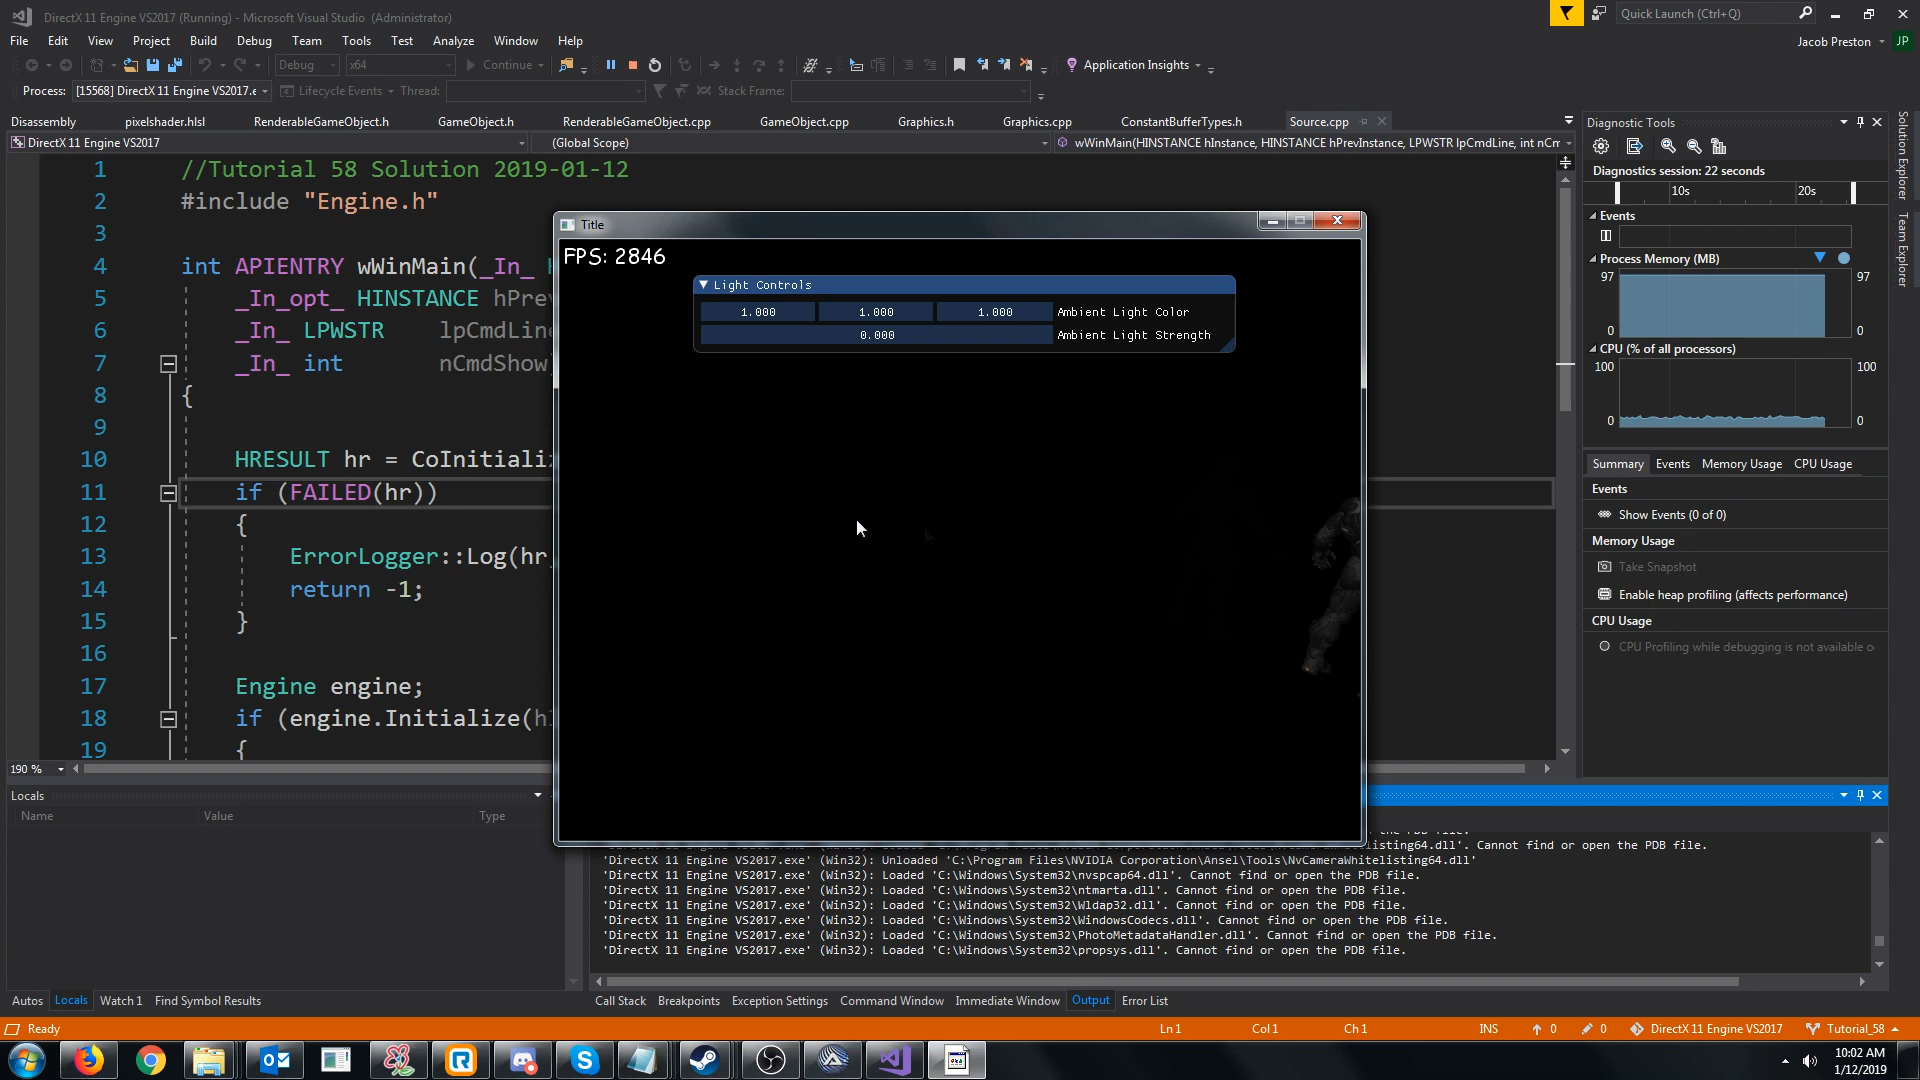 DirectX 11 Engine VS2017 (Running) - Microsoft Visual Studio (Administrator)
Quick Launch (Ctrl+Q)
File Edit View Project Build Debug Team Tools Test Analyze Window Help
Jacob Preston JP
Debug x64 Continue Application Insights
Process: [15568] DirectX 11 Engine VS2017.e Lifecycle Events Thread: Stack Frame:
Disassembly pixelshader.hlsl RenderableGameObject.h GameObject.h RenderableGameObject.cpp GameObject.cpp Graphics.h Graphics.cpp ConstantBufferTypes.h Source.cpp
DirectX 11 Engine VS2017 (Global Scope) wWinMain(HINSTANCE hInstance, HINSTANCE hPrevInstance, LPWSTR lpCmdLine, int nCm
1 //Tutorial 58 Solution 2019-01-12
2 #include "Engine.h"
3
4 int APIENTRY wWinMain(_In_
5 _In_opt_ HINSTANCE hPrev
6 _In_ LPWSTR lpCmdLine
7 _In_ int nCmdShow
8 {
9
10 HRESULT hr = CoInitializ
11 if (FAILED(hr))
12 {
13 ErrorLogger::Log(hr,
14 return -1;
15 }
16
17 Engine engine;
18 if (engine.Initialize(h
19 {
190 %
Title
FPS: 2846
Light Controls
1.000 1.000 1.000 Ambient Light Color
0.000 Ambient Light Strength
Diagnostic Tools
Diagnostics session: 22 seconds
10s 20s
Events
Process Memory (MB)
97 97
0 0
CPU (% of all processors)
100 100
0 0
Summary Events Memory Usage CPU Usage
Events
Show Events (0 of 0)
Memory Usage
Take Snapshot
Enable heap profiling (affects performance)
CPU Usage
CPU Profiling while debugging is not available o
Solution Explorer
Team Explorer
Locals
Name Value Type
Autos Locals Watch 1 Find Symbol Results
elisting64.dll'. Cannot find or open the PDB file.
'DirectX 11 Engine VS2017.exe' (Win32): Unloaded 'C:\Program Files\NVIDIA Corporation\Ansel\Tools\NvCameraWhitelisting64.dll'
'DirectX 11 Engine VS2017.exe' (Win32): Loaded 'C:\Windows\System32\nvspcap64.dll'. Cannot find or open the PDB file.
'DirectX 11 Engine VS2017.exe' (Win32): Loaded 'C:\Windows\System32\ntmarta.dll'. Cannot find or open the PDB file.
'DirectX 11 Engine VS2017.exe' (Win32): Loaded 'C:\Windows\System32\Wldap32.dll'. Cannot find or open the PDB file.
'DirectX 11 Engine VS2017.exe' (Win32): Loaded 'C:\Windows\System32\WindowsCodecs.dll'. Cannot find or open the PDB file.
'DirectX 11 Engine VS2017.exe' (Win32): Loaded 'C:\Windows\System32\PhotoMetadataHandler.dll'. Cannot find or open the PDB file.
'DirectX 11 Engine VS2017.exe' (Win32): Loaded 'C:\Windows\System32\propsys.dll'. Cannot find or open the PDB file.
Call Stack Breakpoints Exception Settings Command Window Immediate Window Output Error List
Ready Ln 1 Col 1 Ch 1 INS 0 0 DirectX 11 Engine VS2017 Tutorial_58
10:02 AM
1/12/2019